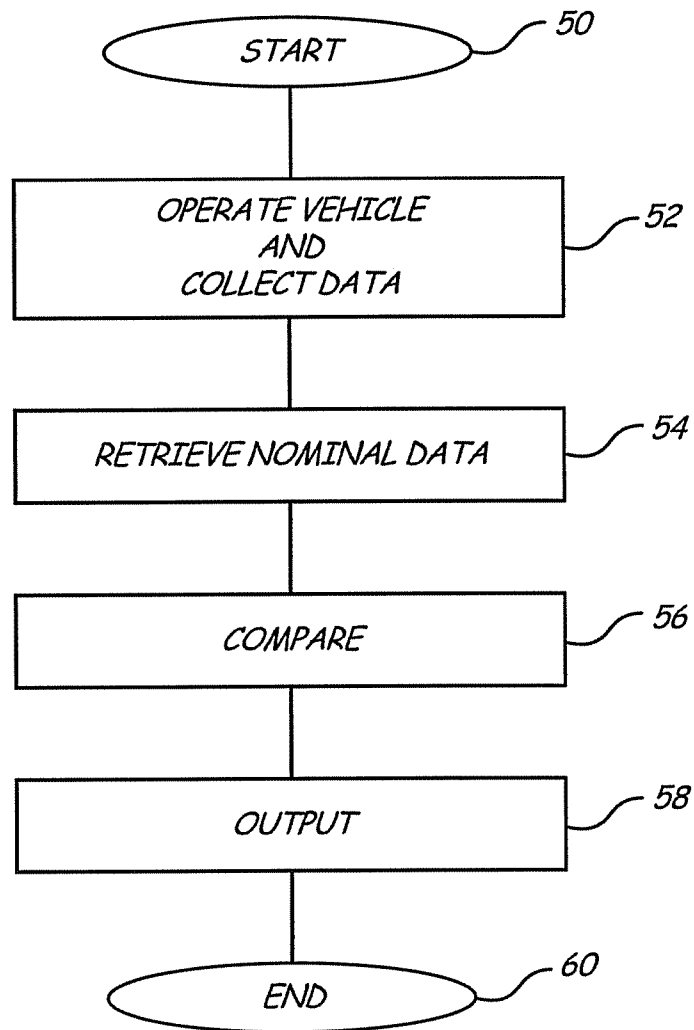 START
50
OPERATE VEHICLE
AND
COLLECT DATA
52
RETRIEVE NOMINAL DATA
54
COMPARE
56
OUTPUT
58
END
60